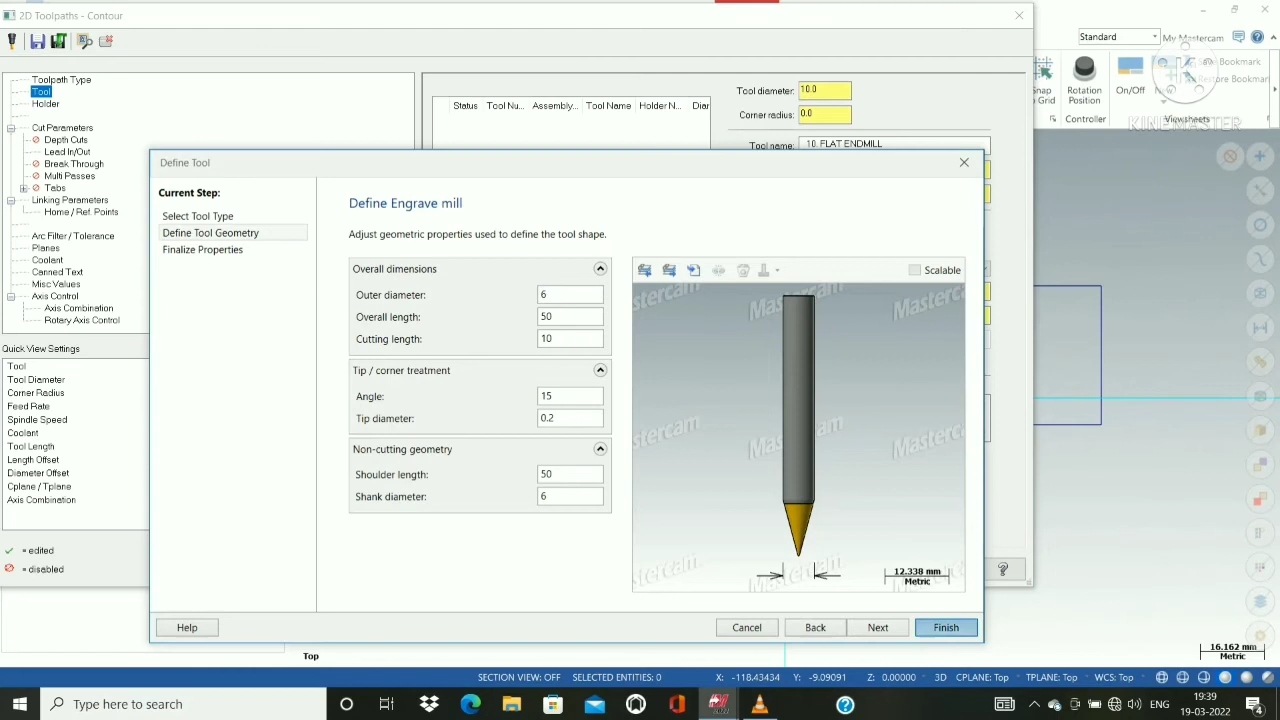 2D Toolpaths - Contour
Standard
My Mastercam
Save Bookmark
Restore Bookmark
Snap to Grid
Rotation Position
On/Off
New
Controller
Viewsheets
KINEMASTER
Toolpath Type
Tool
Holder
Cut Parameters
Depth Cuts
Lead In/Out
Break Through
Multi Passes
Tabs
Linking Parameters
Home / Ref. Points
Arc Filter / Tolerance
Planes
Coolant
Canned Text
Misc Values
Axis Control
Axis Combination
Rotary Axis Control
Quick View Settings
Tool
Tool Diameter
Corner Radius
Feed Rate
Spindle Speed
Coolant
Tool Length
Length Offset
Diameter Offset
Cplane / Tplane
Axis Combination
= edited
= disabled
Status Tool Nu... Assembly... Tool Name Holder N... Diar
Tool diameter: 10.0
Corner radius: 0.0
Tool name: 10. FLAT ENDMILL
Define Tool
Current Step:
Select Tool Type
Define Tool Geometry
Finalize Properties
Define Engrave mill
Adjust geometric properties used to define the tool shape.
Overall dimensions
Outer diameter: 6
Overall length: 50
Cutting length: 10
Tip / corner treatment
Angle: 15
Tip diameter: 0.2
Non-cutting geometry
Shoulder length: 50
Shank diameter: 6
Scalable
Mastercam
12.338 mm
Metric
Help Cancel Back Next Finish
Top
16.162 mm
Metric
SECTION VIEW: OFF SELECTED ENTITIES: 0 X: -118.43434 Y: -9.09091 Z: 0.00000 3D CPLANE: Top TPLANE: Top WCS: Top
Type here to search
ENG
19:39
19-03-2022
4